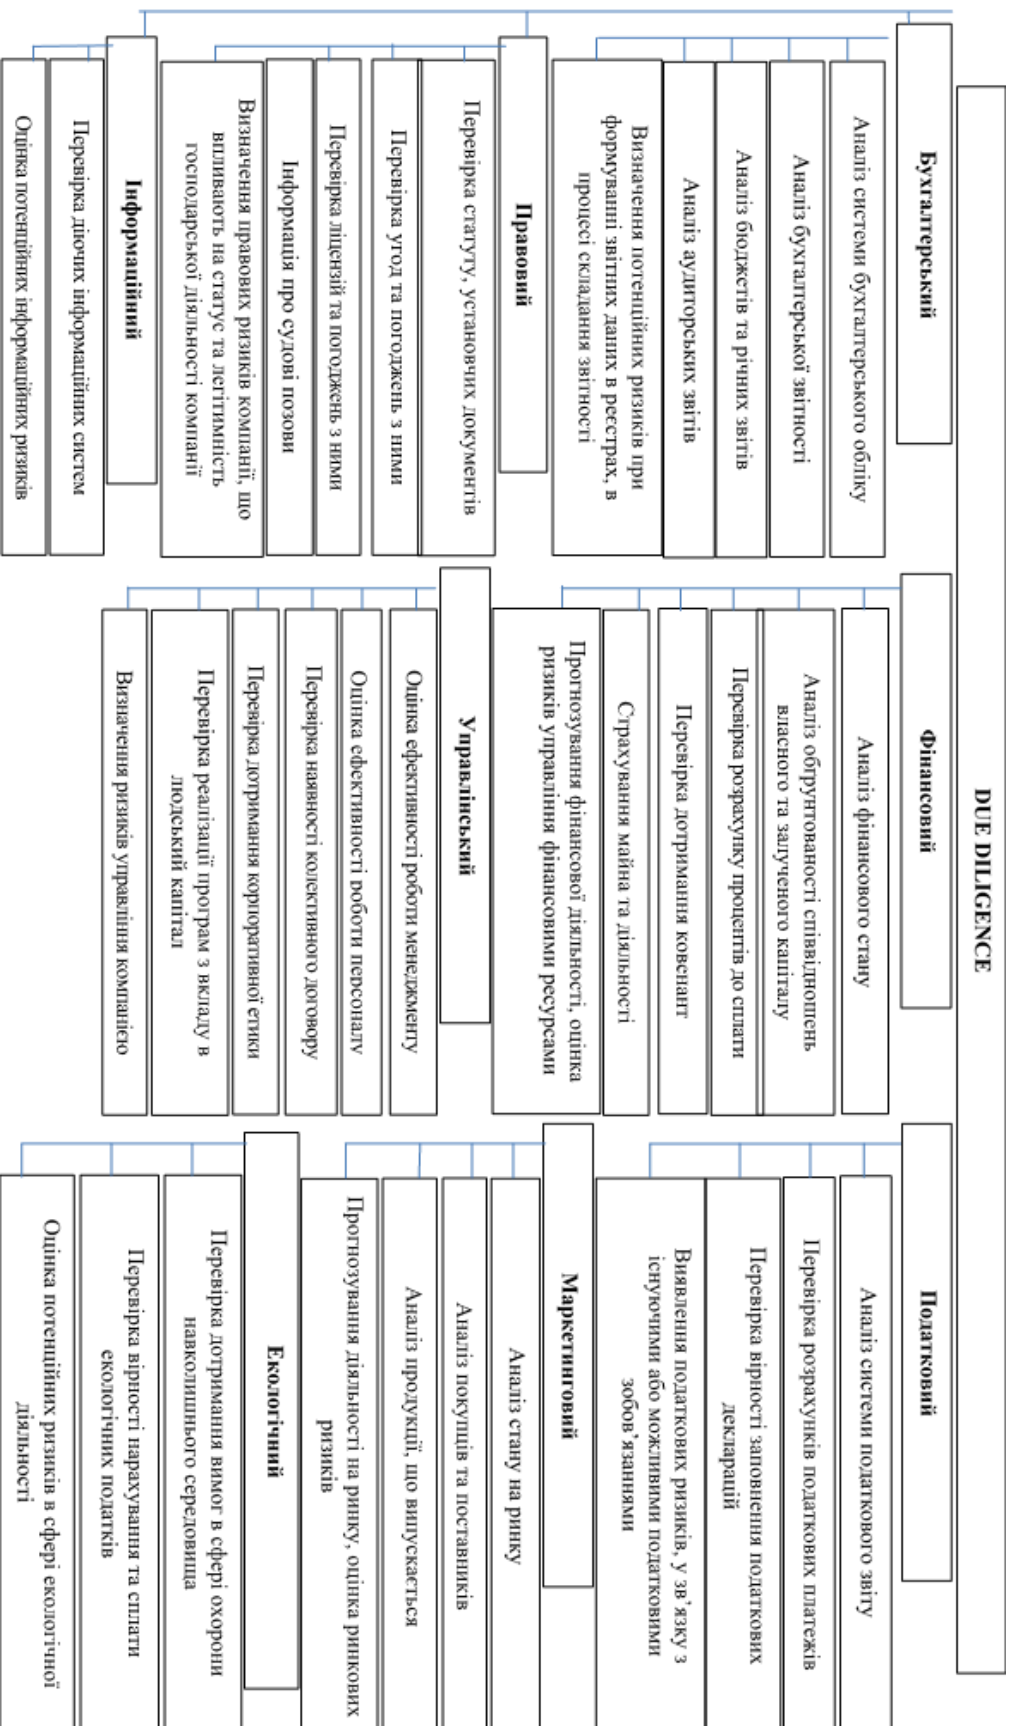 DUE DILIGENCE
Бухгалтерський
Аналіз системи бухгалтерського обліку
Аналіз бухгалтерської звітності
Аналіз бюджетів та річних звітів
Аналіз аудиторських звітів
Визначення потенційних ризиків при
формуванні звітних даних в реєстрах, в
процесі складання звітності
Правовий
Перевірка статуту, установчих документів
Перевірка угод та погоджень з ними
Перевірка ліцензій та погоджень з ними
Інформація про судові позови
Визначення правових ризиків компанії, що
впливають на статус та легітимність
господарської діяльності компанії
Інформаційний
Перевірка діючих інформаційних систем
Оцінка потенційних інформаційних ризиків
Фінансовий
Аналіз фінансового стану
Аналіз обґрунтованості співвідношень
власного та залученого капіталу
Перевірка розрахунку процентів до сплати
Перевірка дотримання ковенант
Страхування майна та діяльності
Прогнозування фінансової діяльності, оцінка
ризиків управління фінансовими ресурсами
Управлінський
Оцінка ефективності роботи менеджменту
Оцінка ефективності роботи персоналу
Перевірка наявності колективного договору
Перевірка дотримання корпоративної етики
Перевірка реалізації програм з вкладу в
людський капітал
Визначення ризиків управління компанією
Податковий
Аналіз системи податкового звіту
Перевірка розрахунків податкових платежів
Перевірка вірності заповнення податкових
декларацій
Виявлення податкових ризиків, у зв’язку з
існуючими або можливими податковими
зобов’язаннями
Маркетинговий
Аналіз стану на ринку
Аналіз покупців та поставників
Аналіз продукції, що випускається
Прогнозування діяльності на ринку, оцінка ринкових
ризиків
Екологічний
Перевірка дотримання вимог в сфері охорони
навколишнього середовища
Перевірка вірності нарахування та сплати
екологічних податків
Оцінка потенційних ризиків в сфері екологічної
діяльності